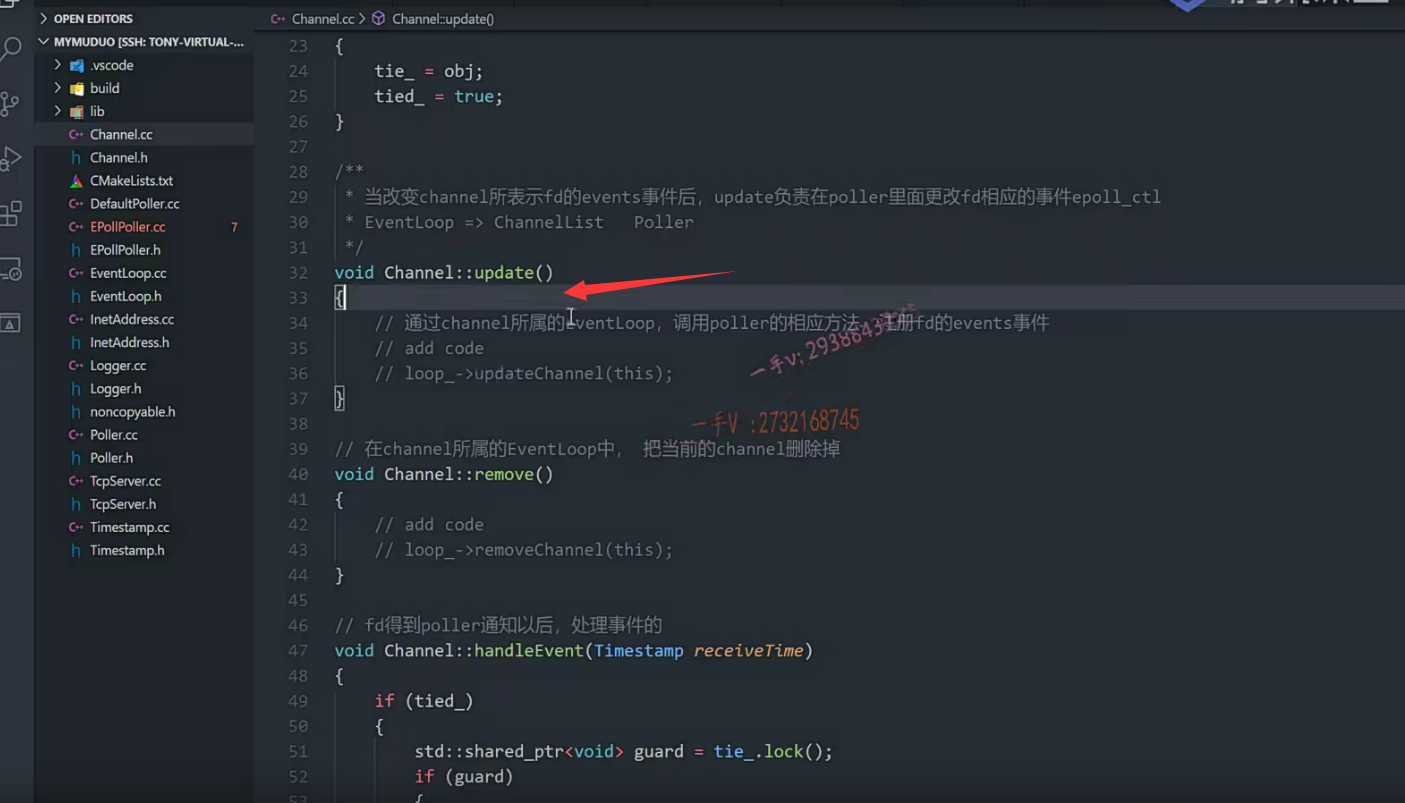 OPEN EDITORS
MYMUDUO [SSH: TONY-VIRTUAL-...
.vscode
build
lib
Channel.cc
Channel.h
CMakeLists.txt
DefaultPoller.cc
EPollPoller.cc 7
EPollPoller.h
EventLoop.cc
EventLoop.h
InetAddress.cc
InetAddress.h
Logger.cc
Logger.h
noncopyable.h
Poller.cc
Poller.h
TcpServer.cc
TcpServer.h
Timestamp.cc
Timestamp.h
Channel.cc > Channel::update()
23 {
24 tie_ = obj;
25 tied_ = true;
26 }
27
28 /**
29 * 当改变channel所表示fd的events事件后，update负责在poller里面更改fd相应的事件epoll_ctl
30 * EventLoop => ChannelList Poller
31 */
32 void Channel::update()
33 {
34 // 通过channel所属的EventLoop，调用poller的相应方法，注册fd的events事件
35 // add code
36 // loop_->updateChannel(this);
37 }
一手V :2732168745
38
39 // 在channel所属的EventLoop中， 把当前的channel删除掉
40 void Channel::remove()
41 {
42 // add code
43 // loop_->removeChannel(this);
44 }
45
46 // fd得到poller通知以后，处理事件的
47 void Channel::handleEvent(Timestamp receiveTime)
48 {
49 if (tied_)
50 {
51 std::shared_ptr<void> guard = tie_.lock();
52 if (guard)
53 {